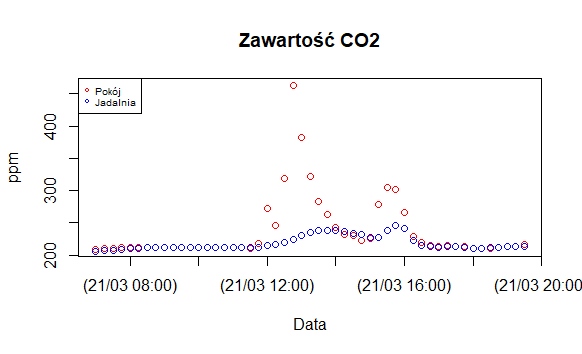 Zawartość CO2
Pokój
Jadalnia
ppm
400
300
200
(21/03 08:00)
(21/03 12:00)
(21/03 16:00)
(21/03 20:00
Data